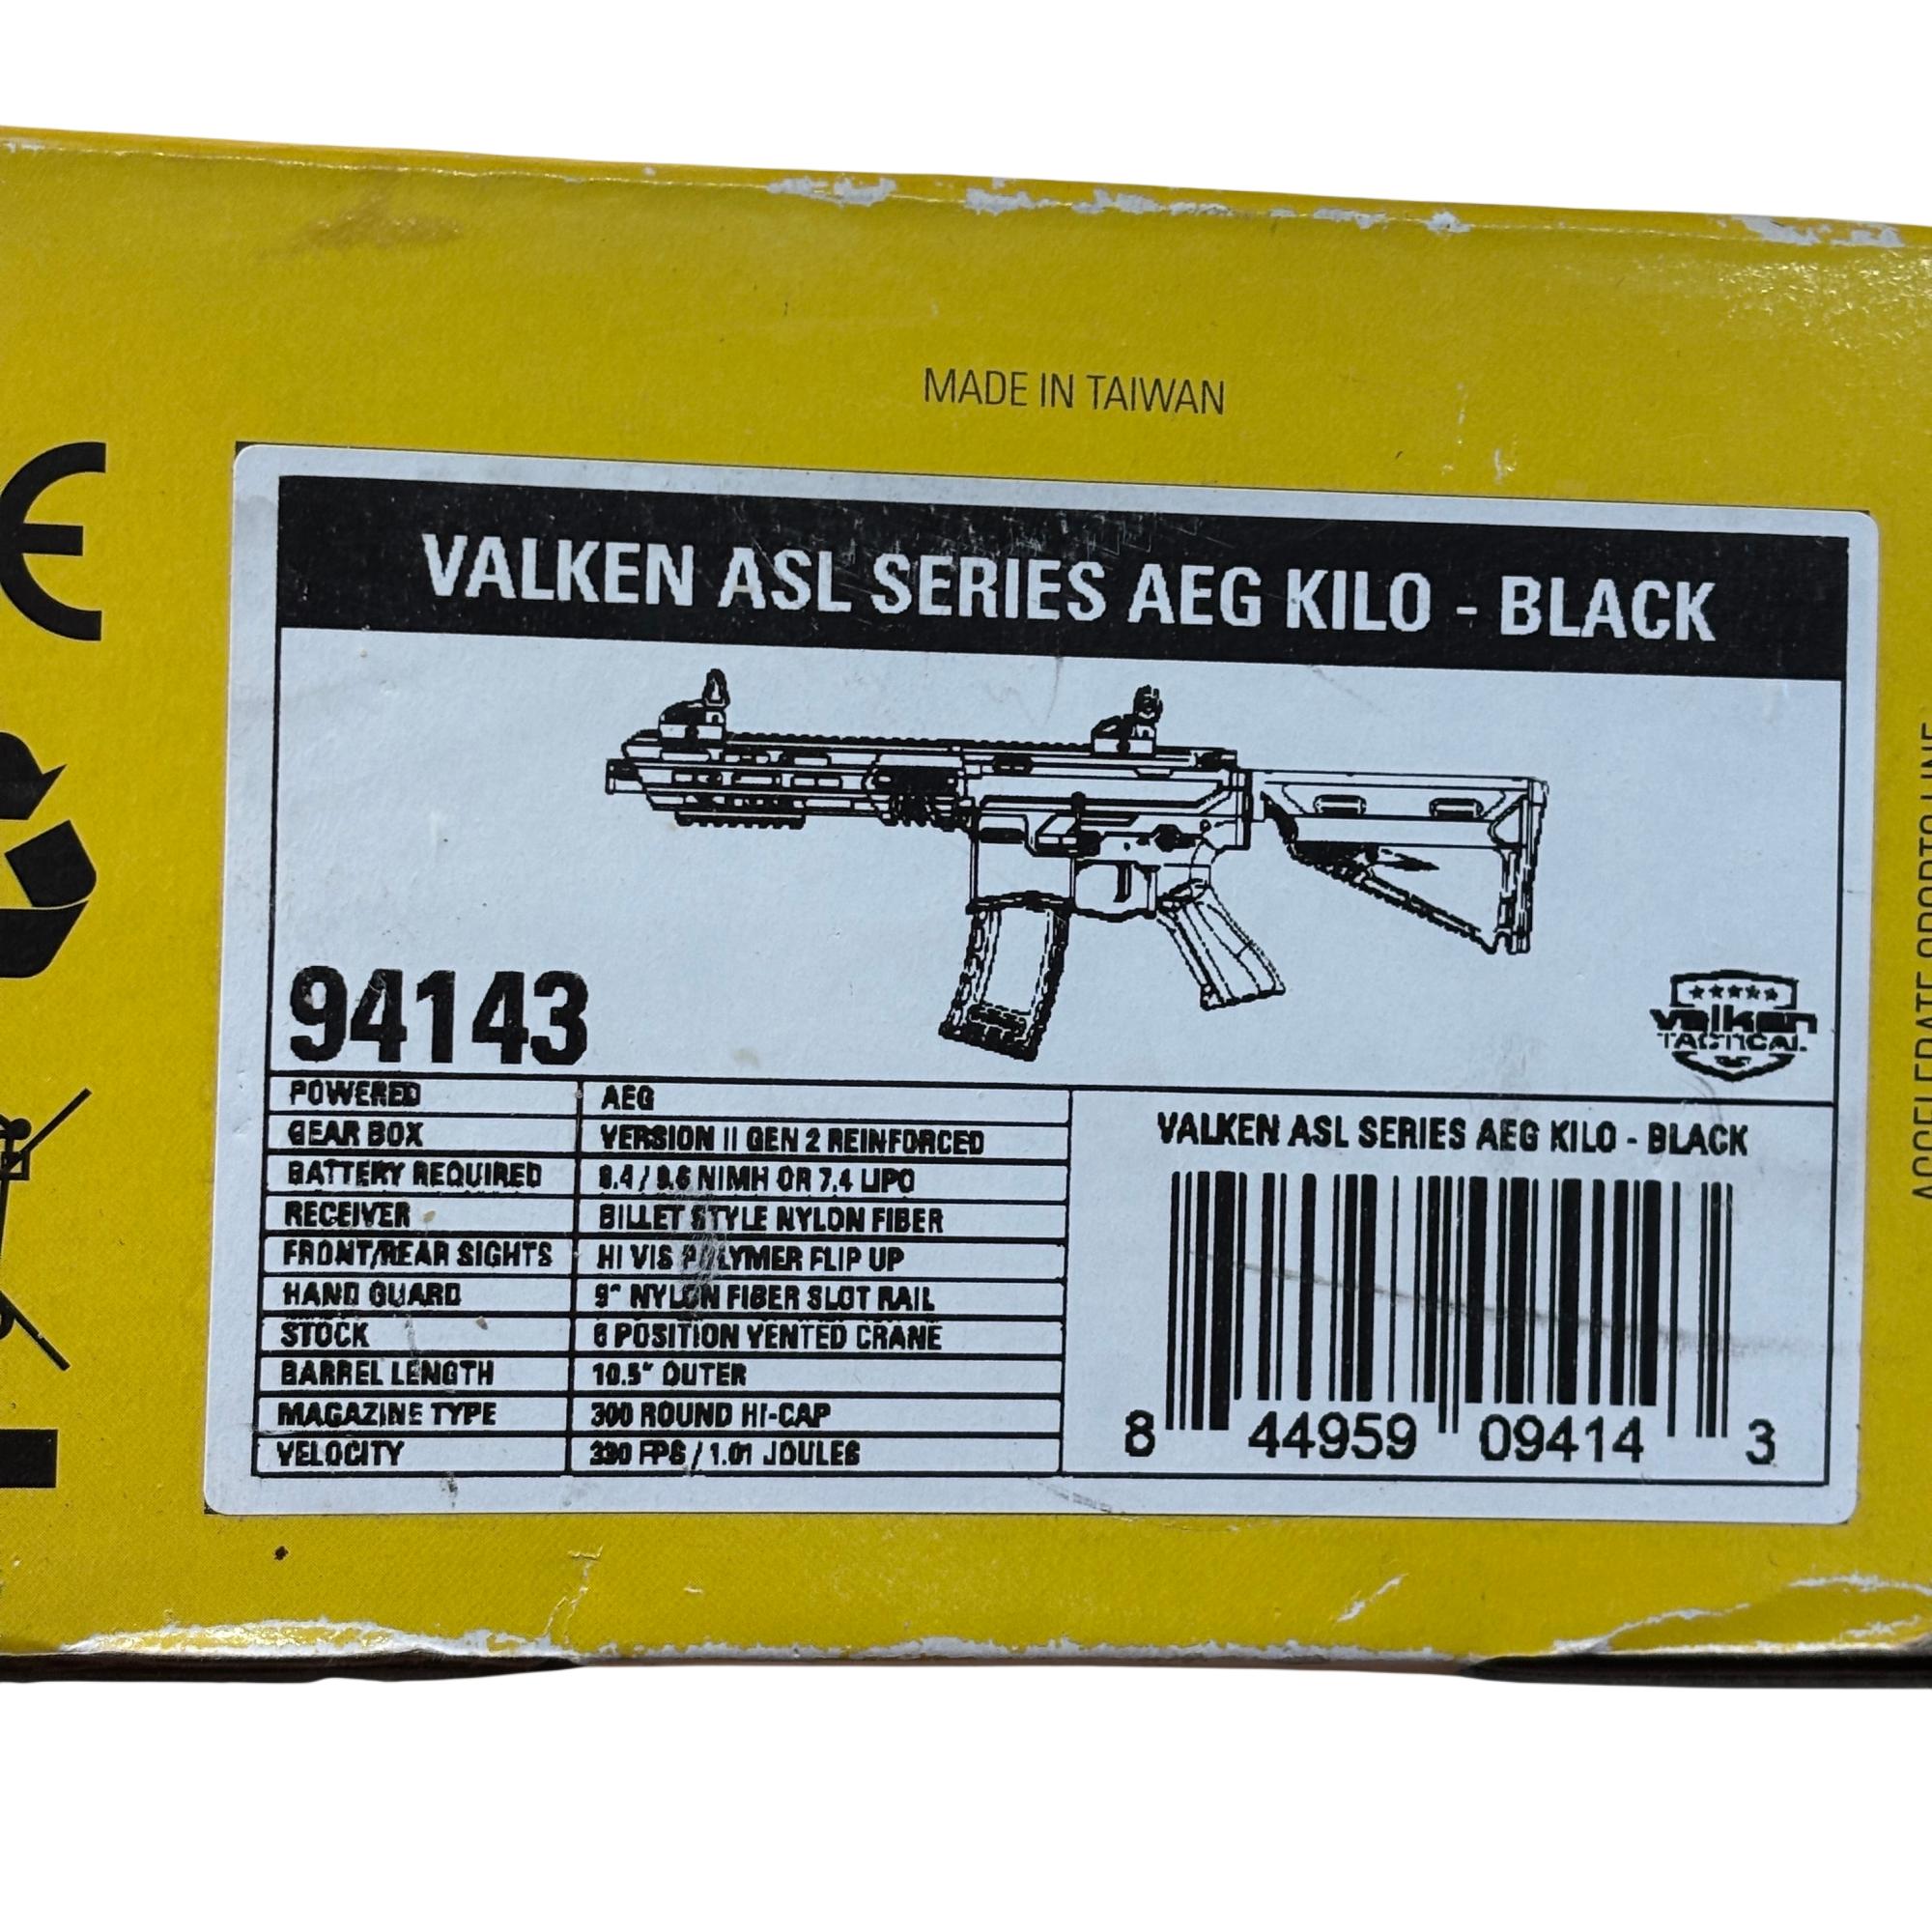 MADE IN TAIWAN
CE
VALKEN ASL SERIES AEG KILO - BLACK
94143
valken
TACTICAL
POWERED AEG
GEAR BOX VERSION II GEN 2 REINFORCED
BATTERY REQUIRED 8.4 / 9.6 NIMH OR 7.4 LIPO
RECEIVER BILLET STYLE NYLON FIBER
FRONT/REAR SIGHTS HI VIS POLYMER FLIP UP
HAND GUARD 9" NYLON FIBER SLOT RAIL
STOCK 6 POSITION VENTED CRANE
BARREL LENGTH 10.5" OUTER
MAGAZINE TYPE 300 ROUND HI-CAP
VELOCITY FPS / 1.01 JOULES
VALKEN ASL SERIES AEG KILO - BLACK
8 44959 09414 3